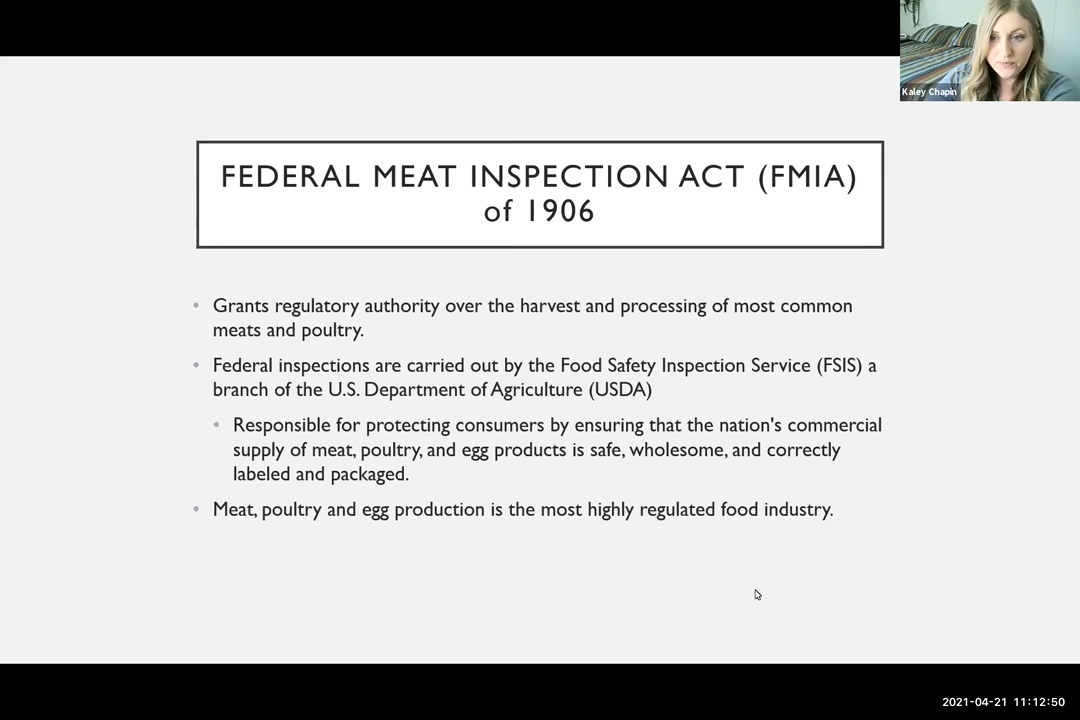 Kaley Chapin
FEDERAL MEAT INSPECTION ACT (FMIA)
of 1906
• Grants regulatory authority over the harvest and processing of most common
meats and poultry.
• Federal inspections are carried out by the Food Safety Inspection Service (FSIS) a
branch of the U.S. Department of Agriculture (USDA)
• Responsible for protecting consumers by ensuring that the nation's commercial
supply of meat, poultry, and egg products is safe, wholesome, and correctly
labeled and packaged.
• Meat, poultry and egg production is the most highly regulated food industry.
2021-04-21 11:12:50